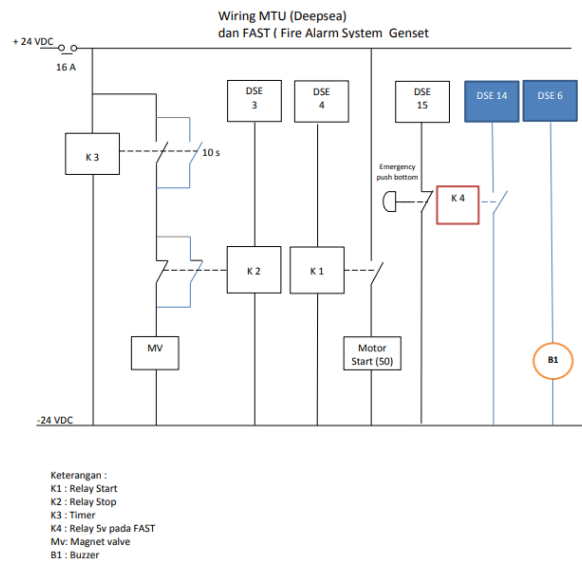 Wiring MTU (Deepsea)
dan FAST ( Fire Alarm System  Genset
+ 24 VDC
16 A
DSE
3
DSE
4
DSE
15
DSE 14
DSE 6
K 3
10 s
Emergency
push bottom
K 4
K 2
K 1
MV
Motor
Start (50)
B1
-24 VDC
Keterangan :
K1 : Relay Start
K2 : Relay Stop
K3 : Timer
K4 : Relay 5v pada FAST
Mv: Magnet valve
B1 : Buzzer